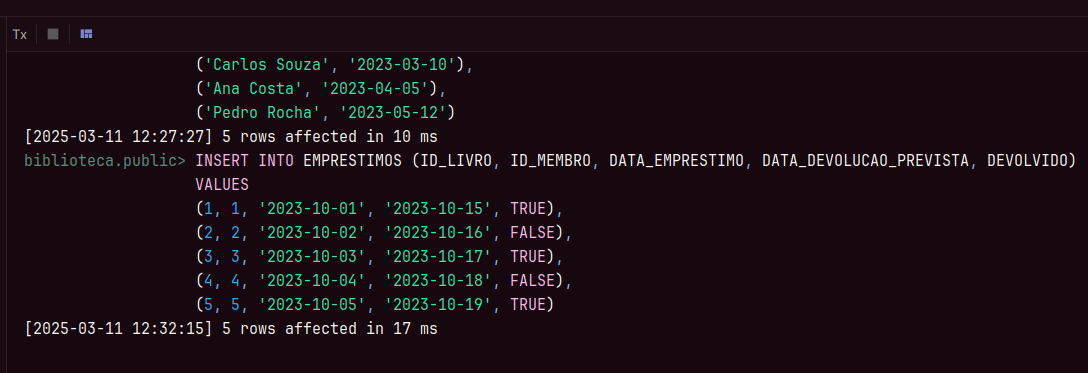 Tx
('Carlos Souza', '2023-03-10'),
('Ana Costa', '2023-04-05'),
('Pedro Rocha', '2023-05-12')
[2025-03-11 12:27:27] 5 rows affected in 10 ms
biblioteca.public> INSERT INTO EMPRESTIMOS (ID_LIVRO, ID_MEMBRO, DATA_EMPRESTIMO, DATA_DEVOLUCAO_PREVISTA, DEVOLVIDO)
VALUES
(1, 1, '2023-10-01', '2023-10-15', TRUE),
(2, 2, '2023-10-02', '2023-10-16', FALSE),
(3, 3, '2023-10-03', '2023-10-17', TRUE),
(4, 4, '2023-10-04', '2023-10-18', FALSE),
(5, 5, '2023-10-05', '2023-10-19', TRUE)
[2025-03-11 12:32:15] 5 rows affected in 17 ms